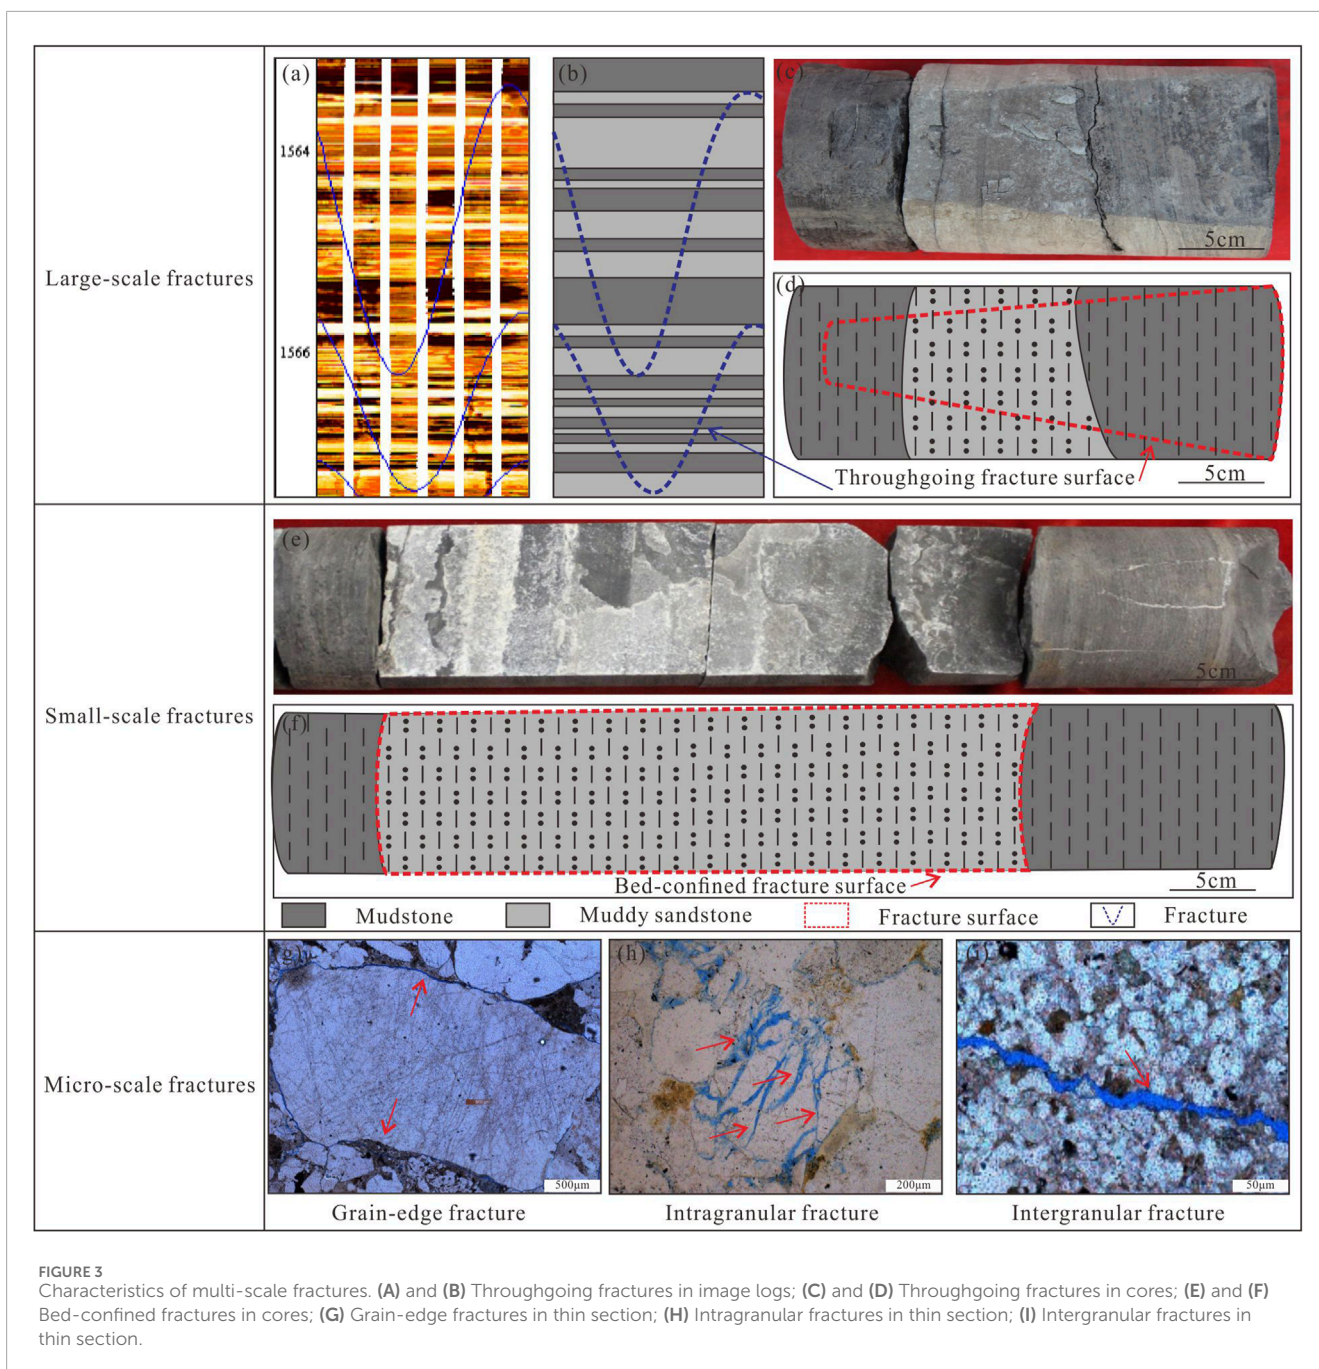 Large-scale fractures
(a)
1564
1566
(b)
(c)
5cm
(d)
Throughgoing fracture surface
5cm
Small-scale fractures
(e)
5cm
(f)
Bed-confined fracture surface
5cm
Mudstone
Muddy sandstone
Fracture surface
Fracture
Micro-scale fractures
(g)
500μm
(h)
200μm
(i)
50μm
Grain-edge fracture
Intragranular fracture
Intergranular fracture
FIGURE 3
Characteristics of multi-scale fractures. (A) and (B) Throughgoing fractures in image logs; (C) and (D) Throughgoing fractures in cores; (E) and (F)
Bed-confined fractures in cores; (G) Grain-edge fractures in thin section; (H) Intragranular fractures in thin section; (I) Intergranular fractures in
thin section.